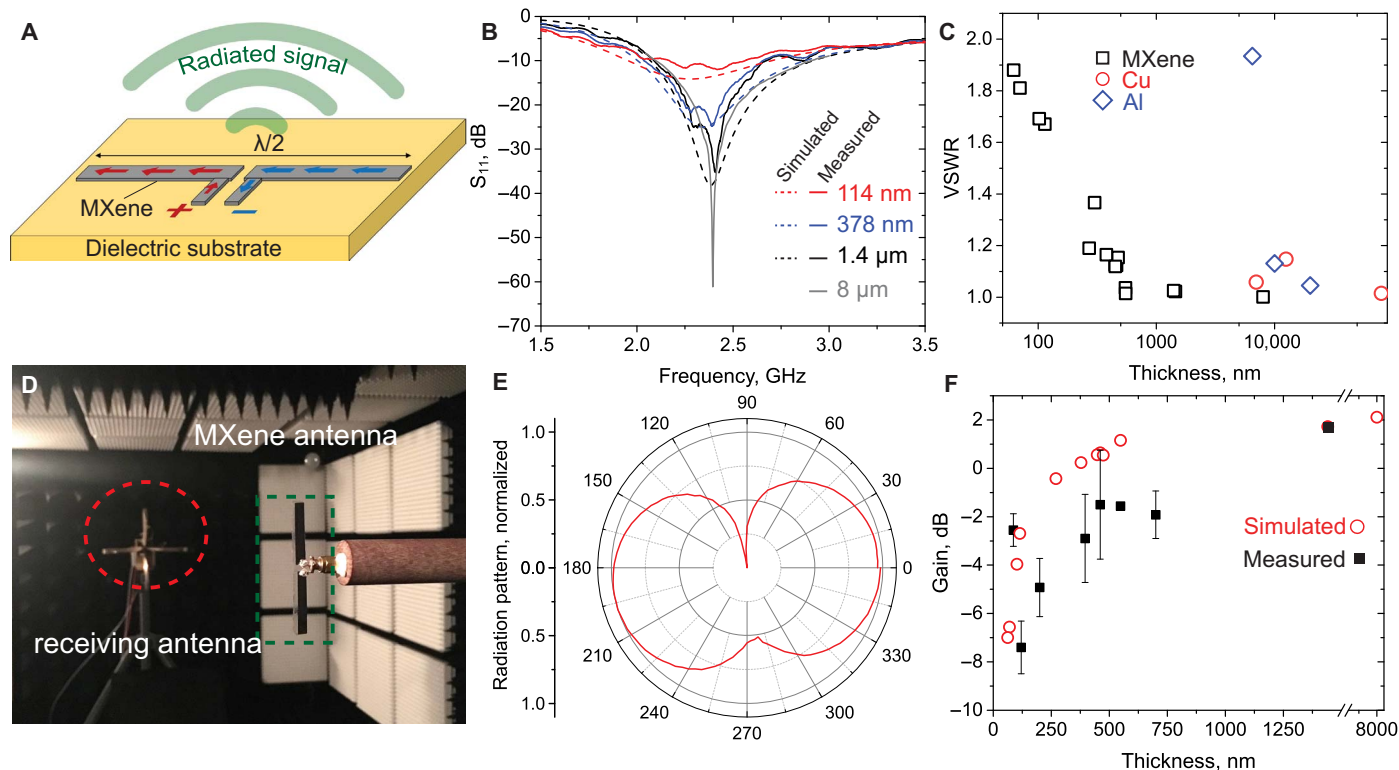 A
Radiated signal
λ/2
MXene
+
−
Dielectric substrate
B
S11, dB
0
–10
–20
–30
–40
–50
–60
–70
1.5
2.0
2.5
3.0
3.5
Frequency, GHz
Simulated
Measured
114 nm
378 nm
1.4 μm
8 μm
C
VSWR
2.0
1.8
1.6
1.4
1.2
1.0
100
1000
10,000
Thickness, nm
MXene
Cu
Al
D
MXene antenna
receiving antenna
E
Radiation pattern, normalized
1.0
0.5
0.0
0.5
1.0
90
120
60
150
30
180
0
210
330
240
300
270
F
Gain, dB
2
0
–2
–4
–6
–8
–10
Simulated
Measured
0
250
500
750
1000
1250
8000
Thickness, nm